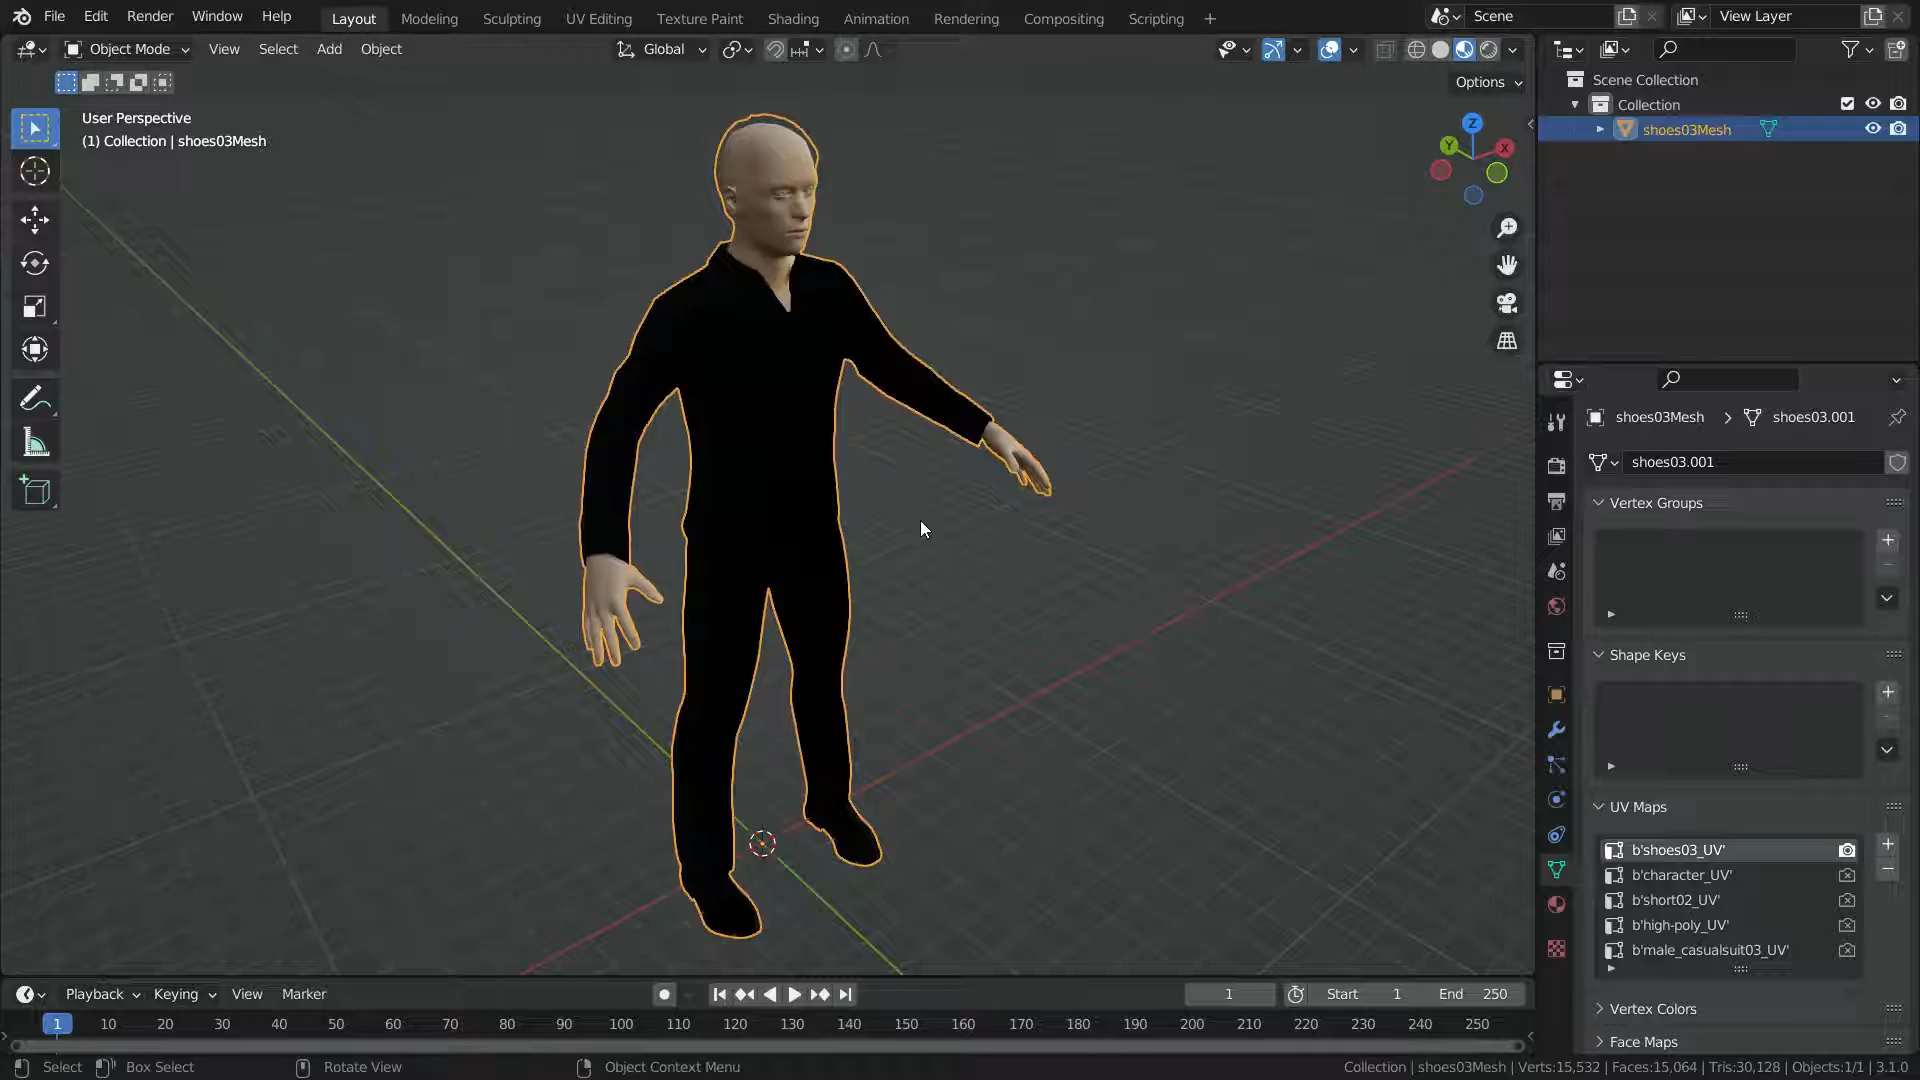 File Edit Render Window Help Layout Modeling Sculpting UV Editing Texture Paint Shading Animation Rendering Compositing Scripting + Scene View Layer
Object Mode View Select Add Object Global
Options
User Perspective
(1) Collection | shoes03Mesh
Z
Y
X
Scene Collection
Collection
shoes03Mesh
shoes03Mesh > shoes03.001
shoes03.001
Vertex Groups
Shape Keys
UV Maps
b'shoes03_UV'
b'character_UV'
b'short02_UV'
b'high-poly_UV'
b'male_casualsuit03_UV'
Vertex Colors
Face Maps
Playback Keying View Marker 1 Start 1 End 250
1 10 20 30 40 50 60 70 80 90 100 110 120 130 140 150 160 170 180 190 200 210 220 230 240 250
Select Box Select Rotate View Object Context Menu Collection | shoes03Mesh | Verts:15,532 | Faces:15,064 | Tris:30,128 | Objects:1/1 | 3.1.0